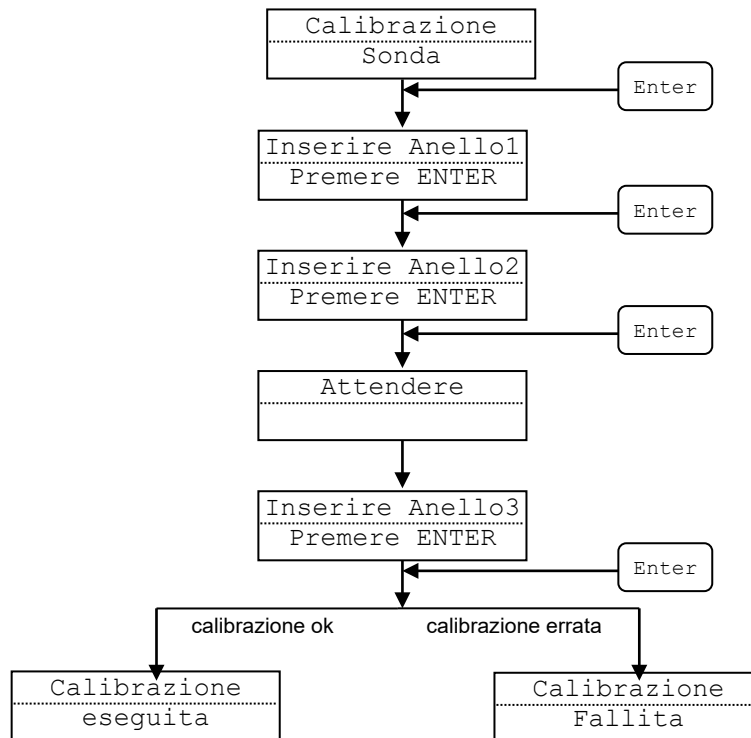 Calibrazione
Sonda
Enter
Inserire Anello1
Premere ENTER
Enter
Inserire Anello2
Premere ENTER
Enter
Attendere
Inserire Anello3
Premere ENTER
Enter
calibrazione ok
calibrazione errata
Calibrazione
eseguita
Calibrazione
Fallita